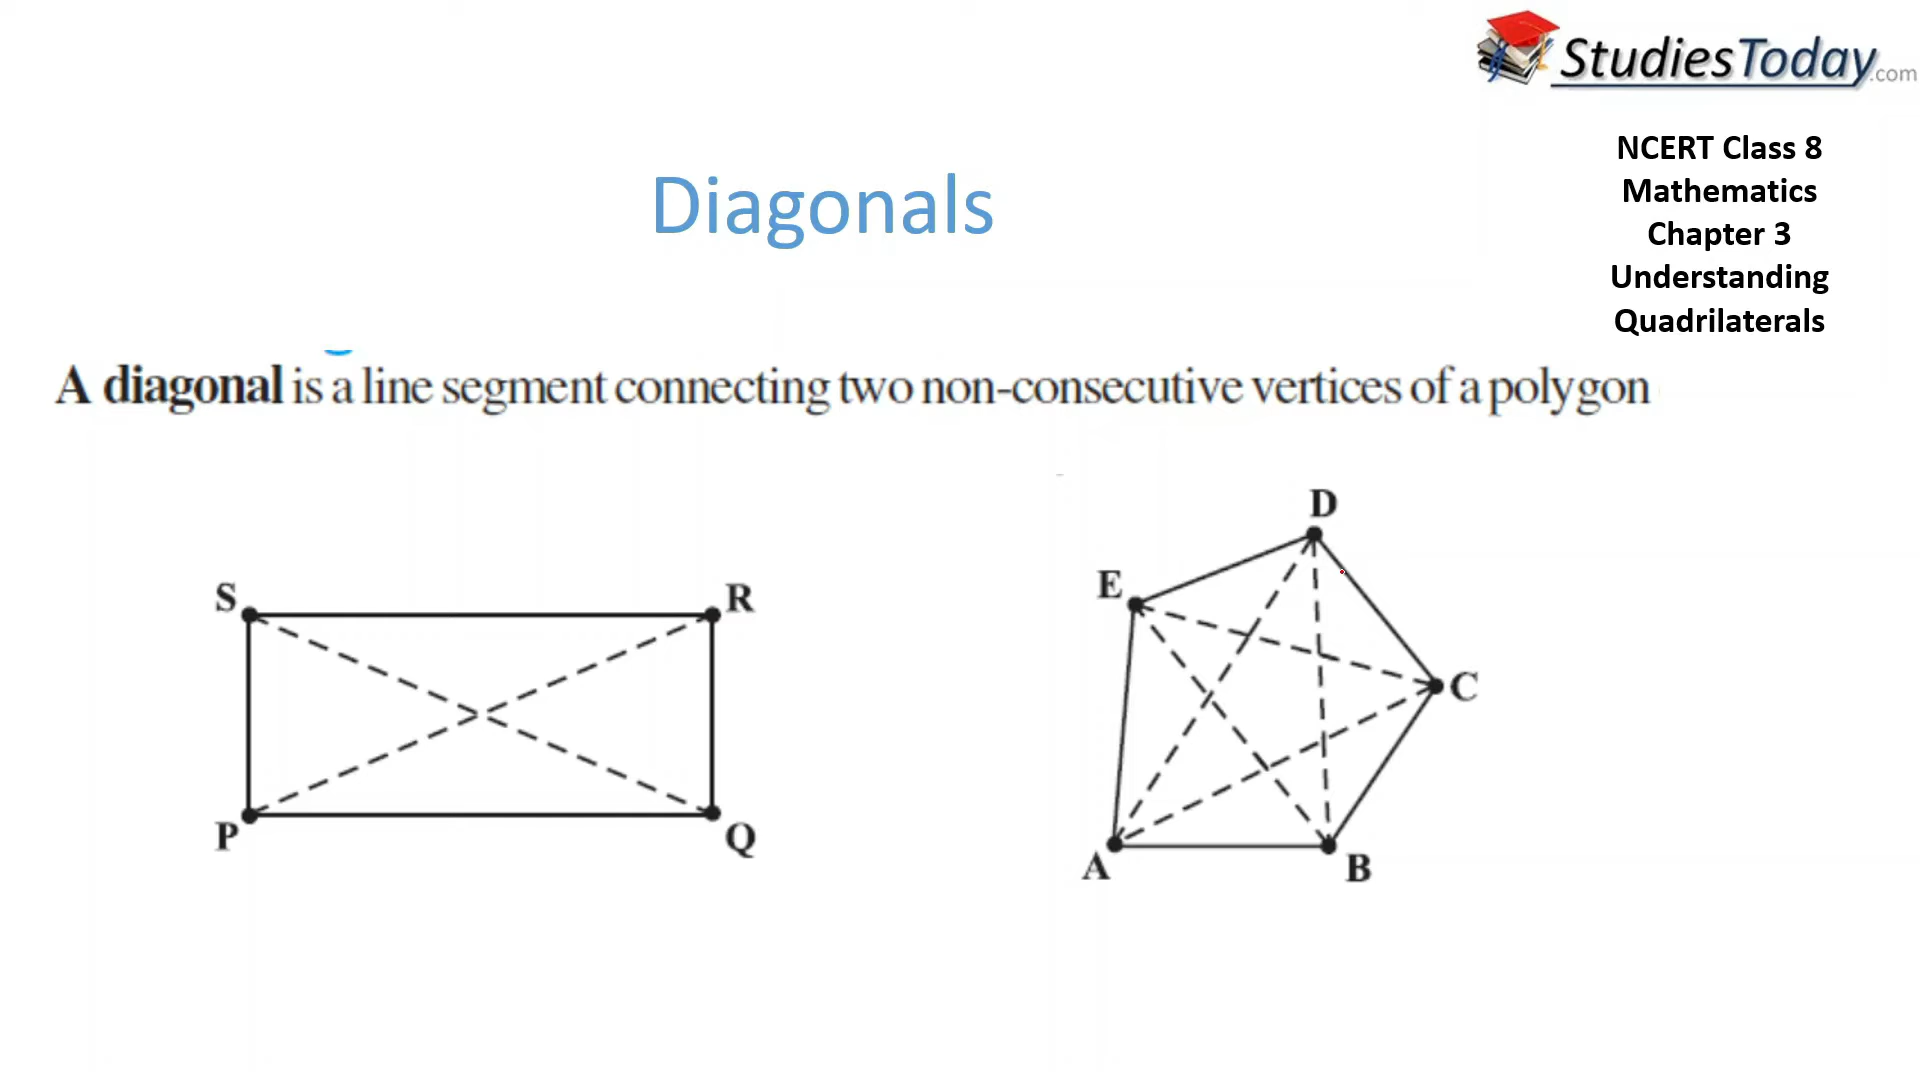 StudiesToday.com
NCERT Class 8
Mathematics
Chapter 3
Understanding
Quadrilaterals
Diagonals
A diagonal is a line segment connecting two non-consecutive vertices of a polygon
S
R
P
Q
D
E
C
A
B